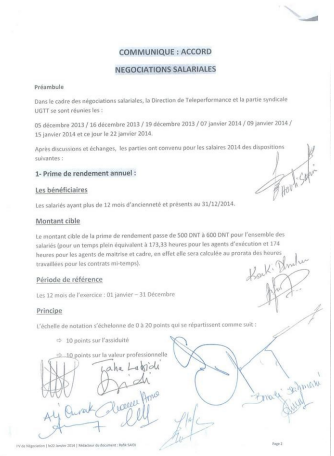 COMMUNIQUE : ACCORD
NEGOCIATIONS SALARIALES
Préambule
Dans le cadre des négociations salariales, la Direction de Teleperformance et la partie syndicale
UGTT se sont réunies les :
05 décembre 2013 / 16 décembre 2013 / 19 décembre 2013 / 07 janvier 2014 / 09 janvier 2014 /
15 janvier 2014 et ce jour le 22 janvier 2014.
Après discussions et échanges, les parties ont convenu pour les salaires 2014 des dispositions
suivantes :
1- Prime de rendement annuel :
Les bénéficiaires
Les salariés ayant plus de 12 mois d'ancienneté et présents au 31/12/2014.
Montant cible
Le montant cible de la prime de rendement passe de 500 DNT à 600 DNT pour l'ensemble des
salariés (pour un temps plein équivalent à 173,33 heures pour les agents d'exécution et 174
heures pour les agents de maitrise et cadre, en effet elle sera calculée au prorata des heures
travaillées pour les contrats mi-temps).
Période de référence
Les 12 mois de l'exercice : 01 janvier – 31 Décembre
Principe
L'échelle de notation s'échelonne de 0 à 20 points qui se répartissent comme suit :
⇨ 10 points sur l'assiduité
⇨ 10 points sur la valeur professionnelle
Page 1